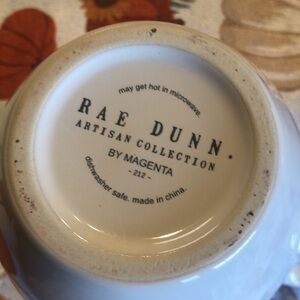 may get hot in microwave.
RAE DUNN.
ARTISAN COLLECTION
BY MAGENTA
- 212 -
dishwasher safe. made in china.